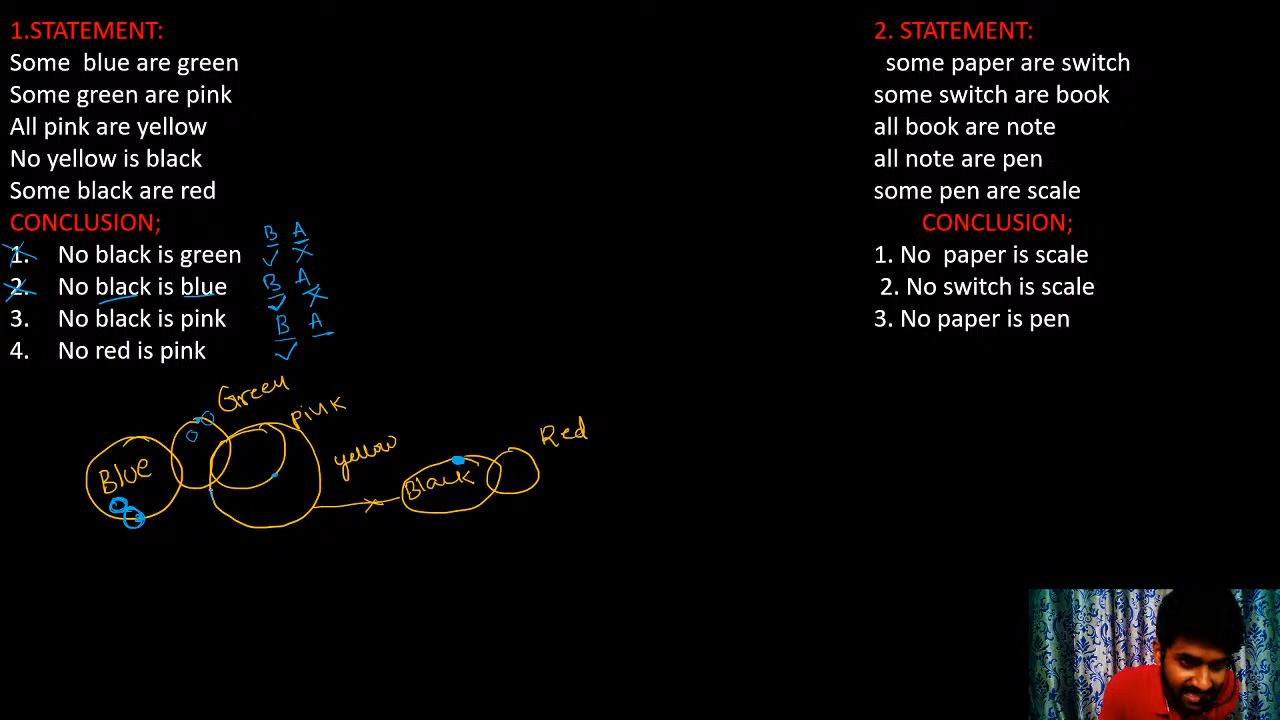 1.STATEMENT:
Some blue are green
Some green are pink
All pink are yellow
No yellow is black
Some black are red
CONCLUSION;
B A
1. No black is green
B A
2. No black is blue
B A
3. No black is pink
4. No red is pink
Green
pink
Red
yellow
Blue
Black
2. STATEMENT:
some paper are switch
some switch are book
all book are note
all note are pen
some pen are scale
CONCLUSION;
1. No paper is scale
2. No switch is scale
3. No paper is pen